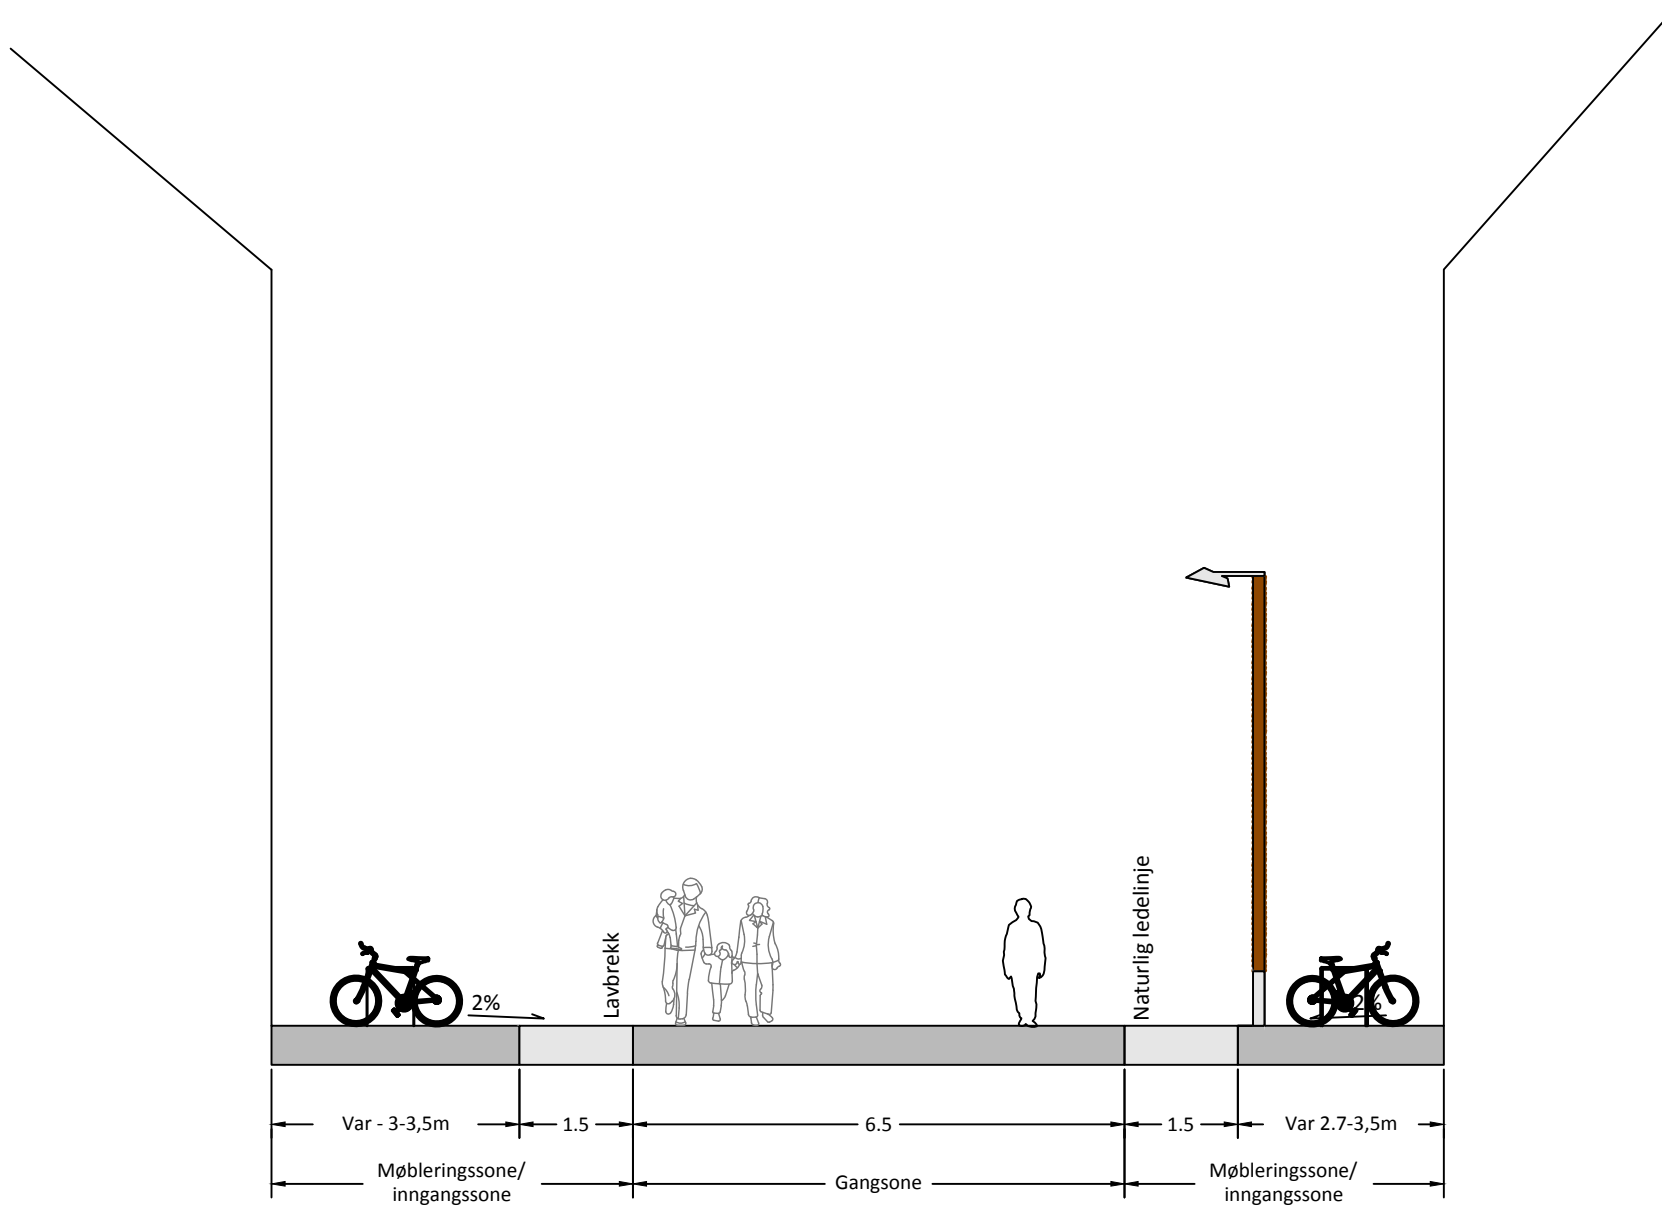 Naturlig ledelinje
Lavbrekk
2%
2%
Var - 3-3,5m
1.5
6.5
1.5
Var 2.7-3,5m
Møbleringssone/
inngangssone
Gangsone
Møbleringssone/
inngangssone